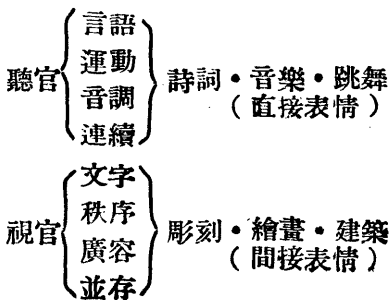 聽官
言語
運動
音調
連續
詩詞・音樂・跳舞
(直接表情)
視官
文字
秩序
廣容
並存
彫刻・繪畫・建築
(間接表情)